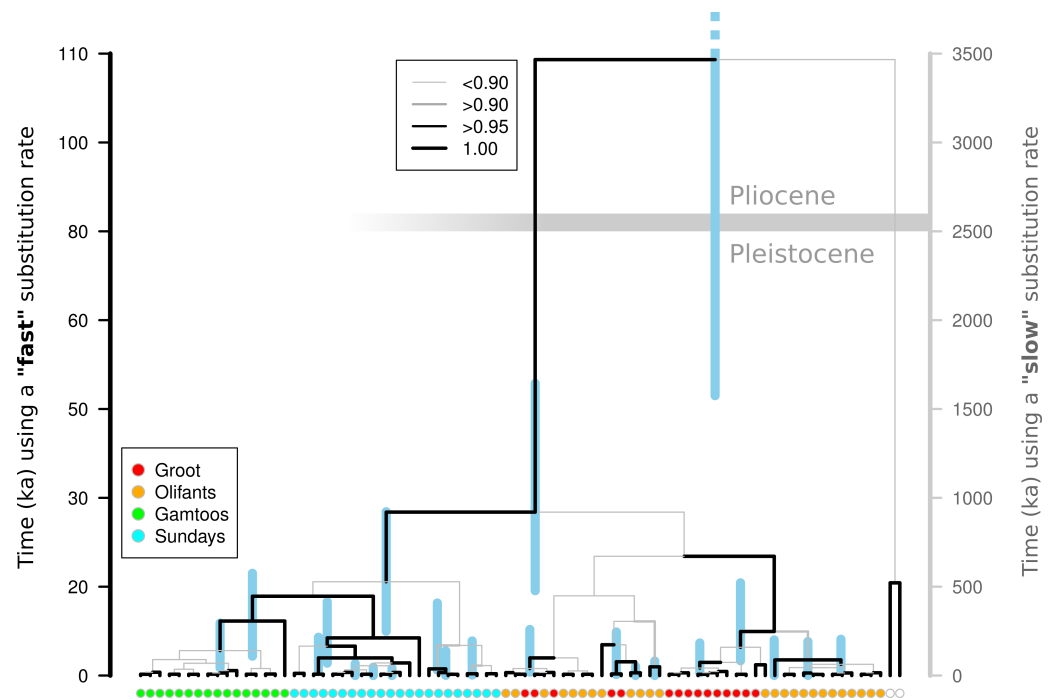 Time (ka) using a "fast" substitution rate
110
100
80
60
50
30
20
0
<0.90
>0.90
>0.95
1.00
Groot
Olifants
Gamtoos
Sundays
Pliocene
Pleistocene
3500
3000
2500
2000
1500
1000
500
0
Time (ka) using a "slow" substitution rate